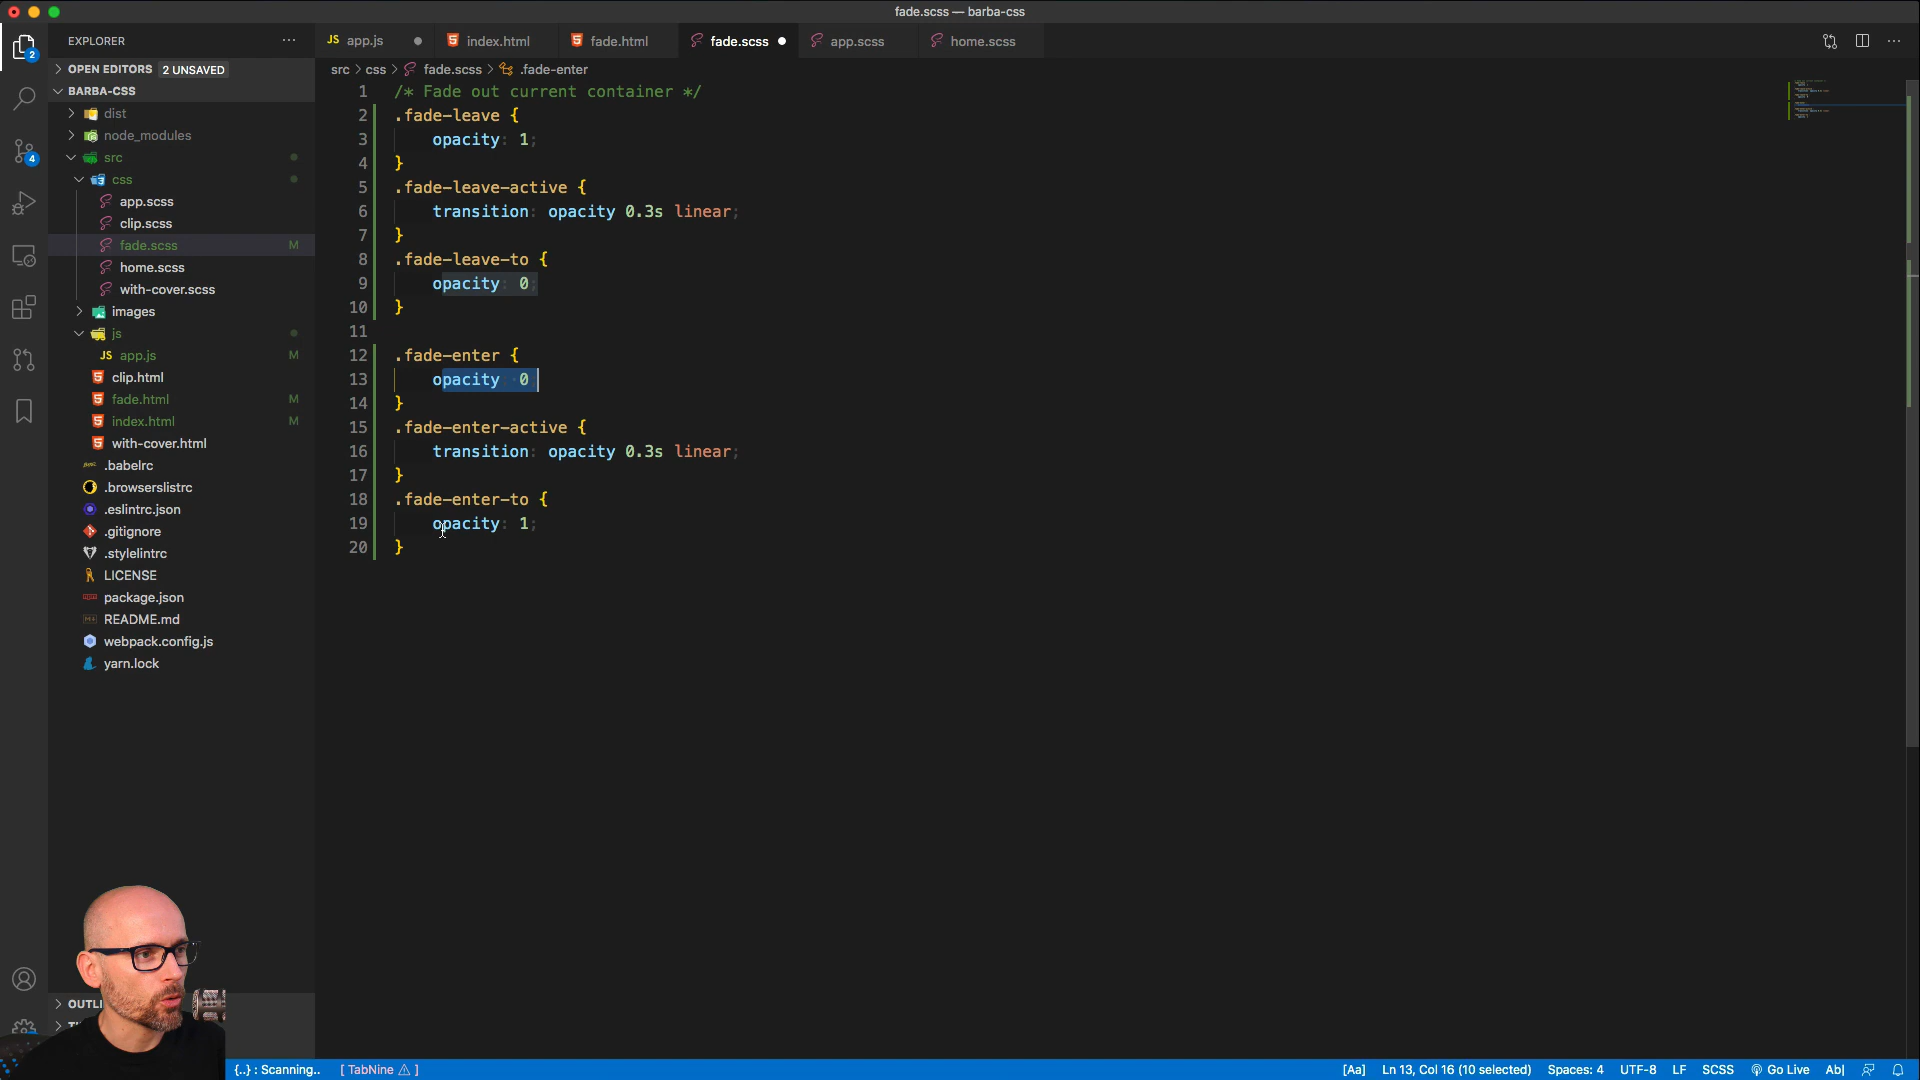 fade.scss — barba-css
EXPLORER
OPEN EDITORS 2 UNSAVED
BARBA-CSS
dist
node_modules
src
css
app.scss
clip.scss
fade.scss M
home.scss
with-cover.scss
images
js
JS app.js M
clip.html
fade.html M
index.html M
with-cover.html
.babelrc
.browserslistrc
.eslintrc.json
.gitignore
.stylelintrc
LICENSE
package.json
README.md
webpack.config.js
yarn.lock
OUTLI
2
4
JS app.js
index.html
fade.html
fade.scss
app.scss
home.scss
src > css > fade.scss > .fade-enter
1 /* Fade out current container */
2 .fade-leave {
3 opacity: 1;
4 }
5 .fade-leave-active {
6 transition: opacity 0.3s linear;
7 }
8 .fade-leave-to {
9 opacity: 0;
10 }
11
12 .fade-enter {
13 opacity: 0;
14 }
15 .fade-enter-active {
16 transition: opacity 0.3s linear;
17 }
18 .fade-enter-to {
19 opacity: 1;
20 }
{..} : Scanning.. [ TabNine ⚠ ] [Aa] Ln 13, Col 16 (10 selected) Spaces: 4 UTF-8 LF SCSS Go Live Ab|